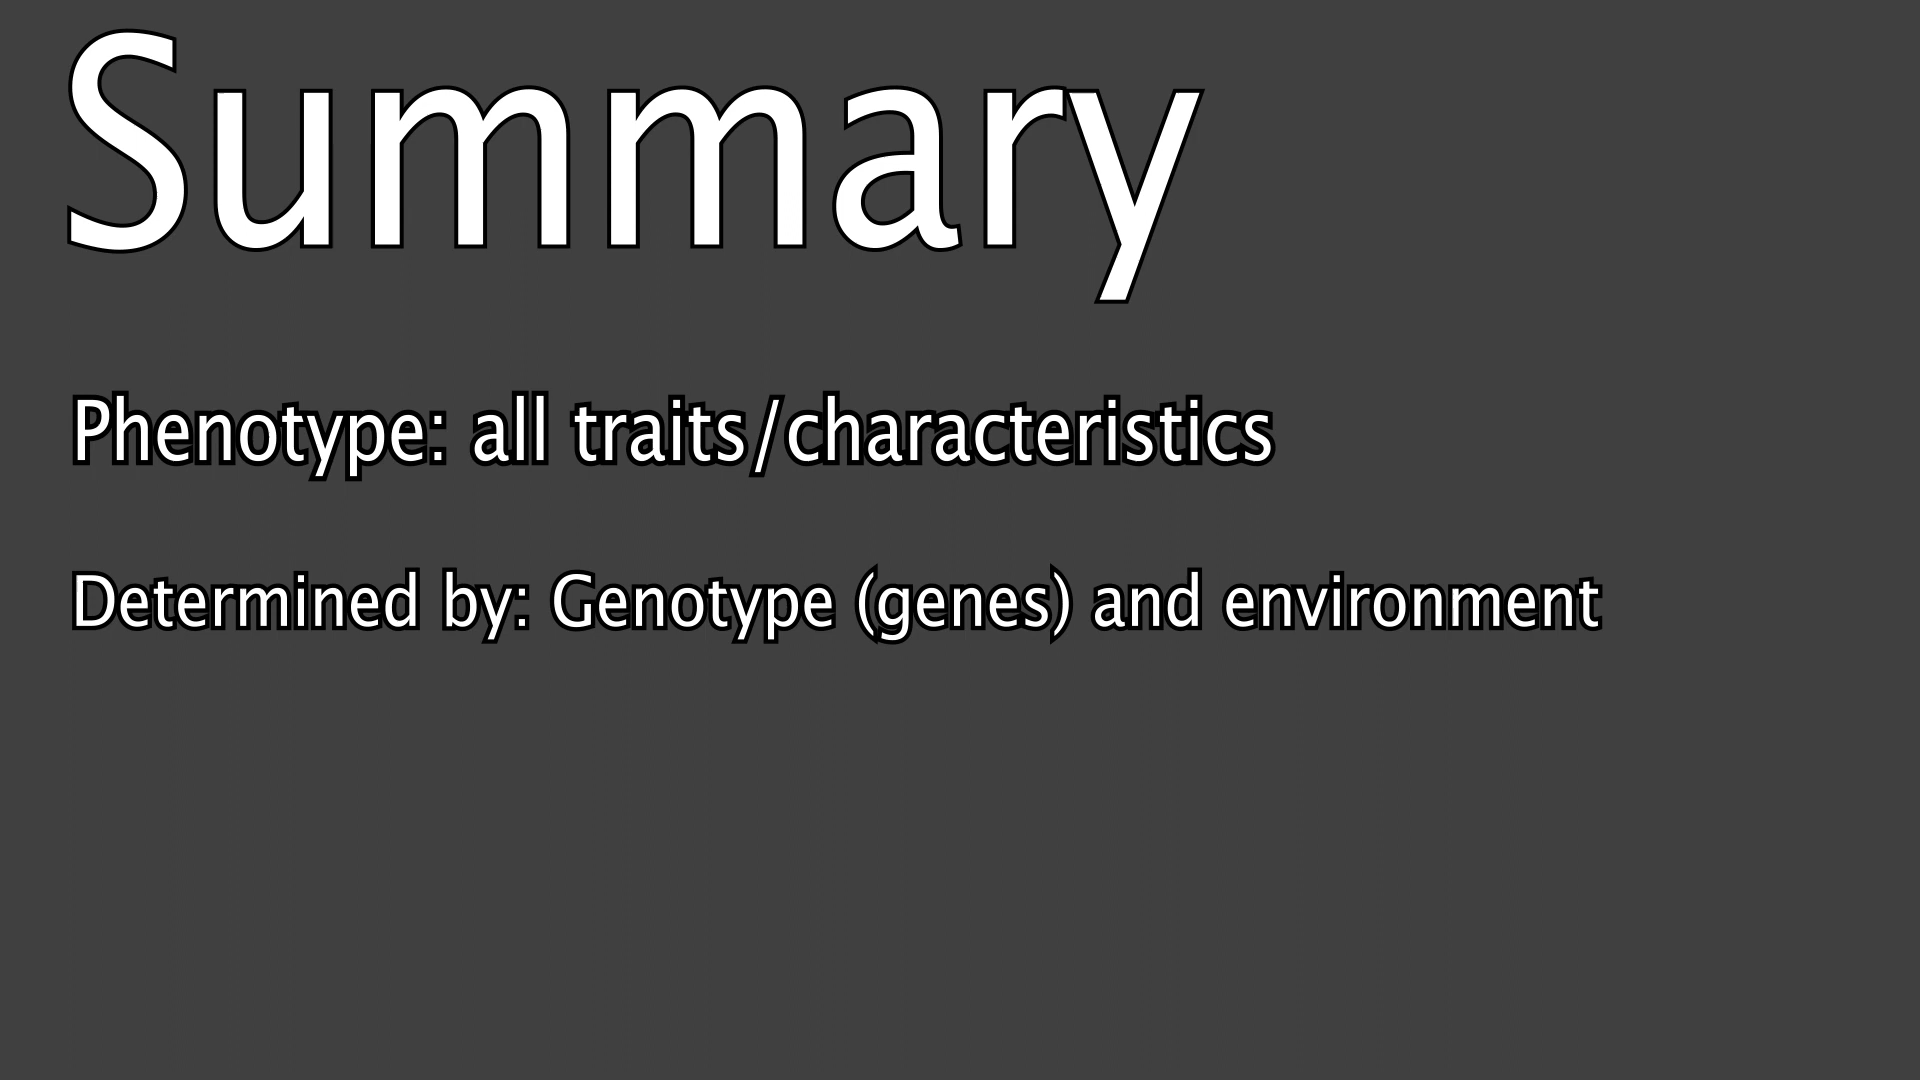 Summary
Phenotype: all traits/characteristics
Determined by: Genotype (genes) and environment